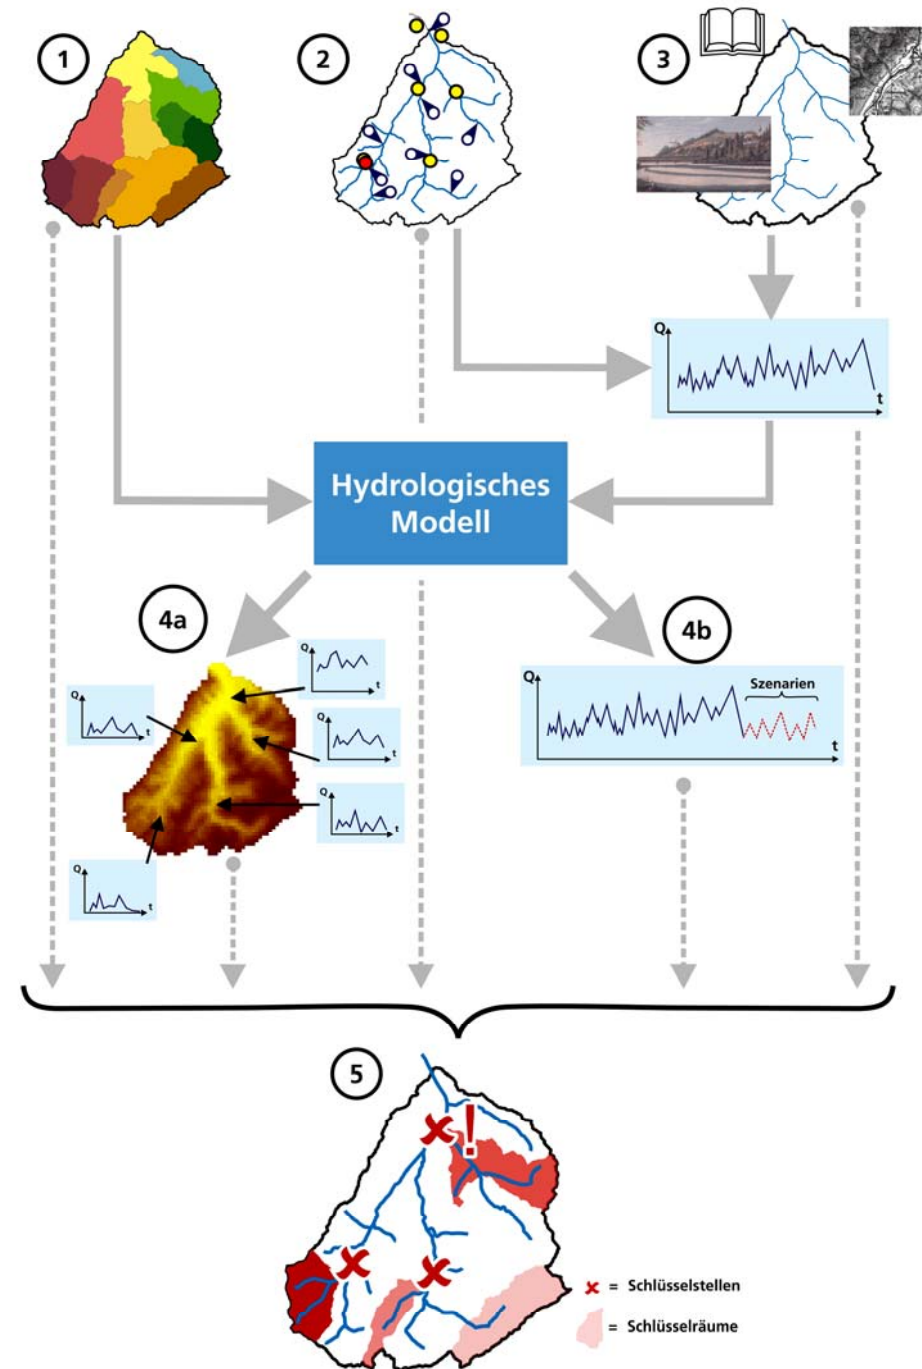 1
2
3
Q
t
Hydrologisches
Modell
4a
4b
Q
t
Q
t
Q
t
Q
t
Q
t
Q
Szenarien
t
5
= Schlüsselstellen
= Schlüsselräume